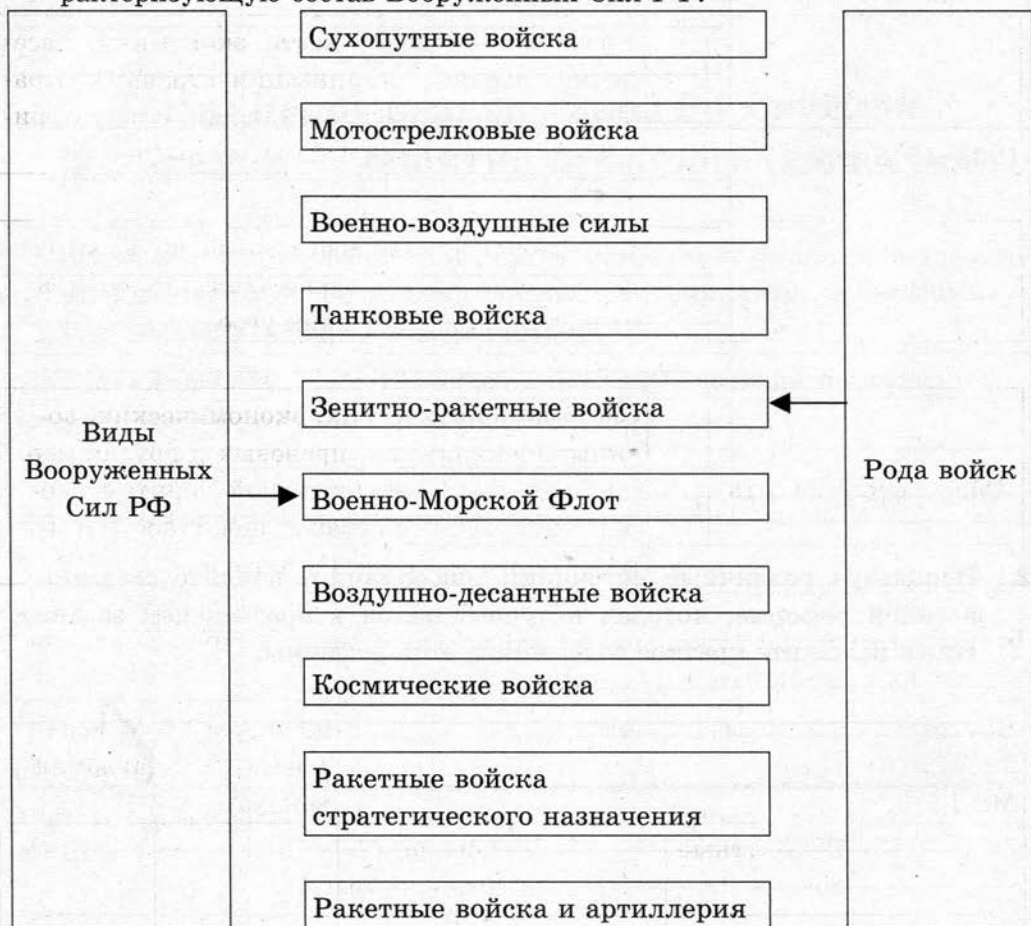 Сухопутные войска
Мотострелковые войска
Военно-воздушные силы
Танковые войска
Зенитно-ракетные войска
Виды
Вооруженных
Сил РФ
Военно-Морской Флот
Рода войск
Воздушно-десантные войска
Космические войска
Ракетные войска
стратегического назначения
Ракетные войска и артиллерия